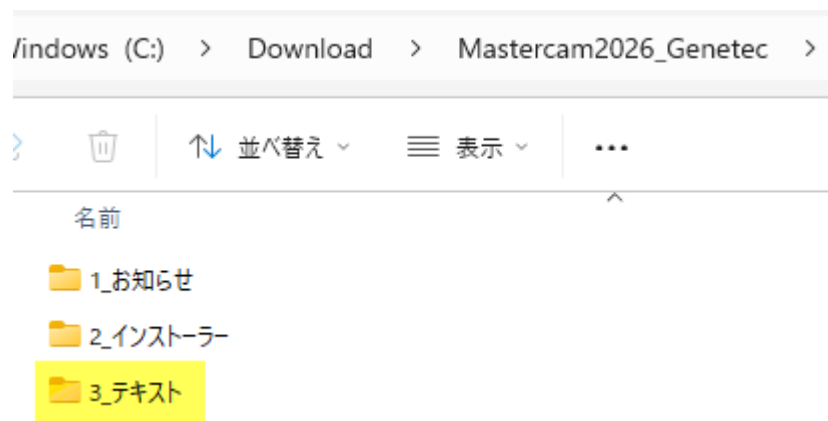 Windows (C:) > Download > Mastercam2026_Genetec >
並べ替え 表示 ...
名前
1_お知らせ
2_インストーラー
3_テキスト